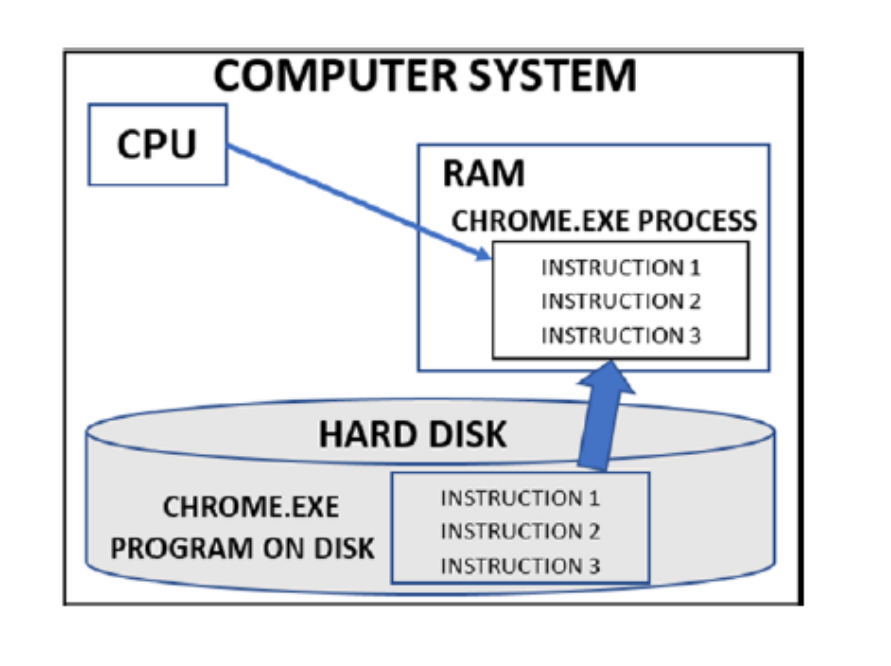 COMPUTER SYSTEM
CPU
RAM
CHROME.EXE PROCESS
INSTRUCTION 1
INSTRUCTION 2
INSTRUCTION 3
HARD DISK
CHROME.EXE
PROGRAM ON DISK
INSTRUCTION 1
INSTRUCTION 2
INSTRUCTION 3